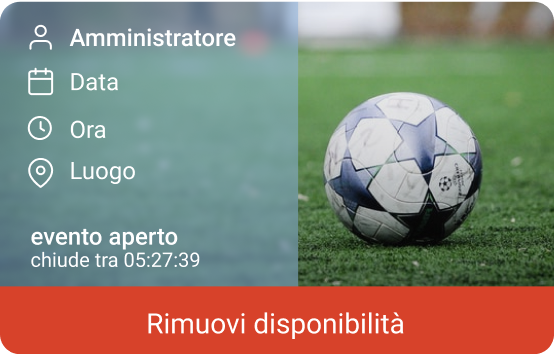 Amministratore
Data
Ora
Luogo
evento aperto
chiude tra 05:27:39
Rimuovi disponibilità